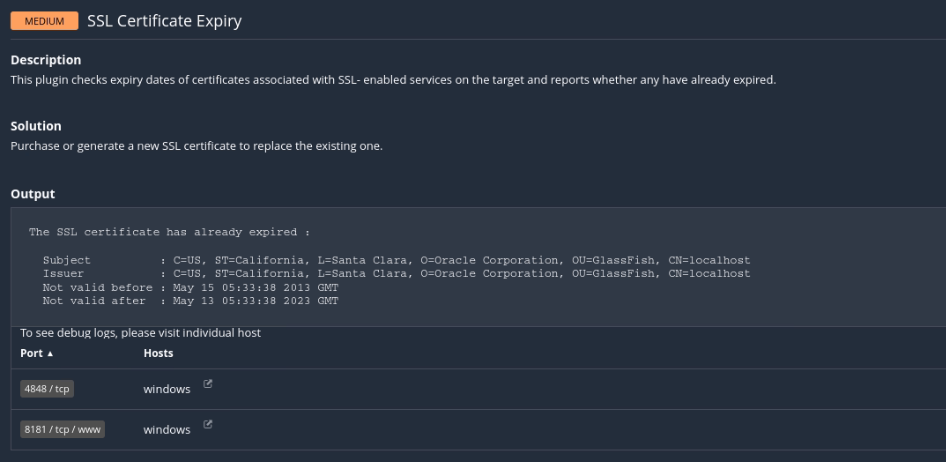 MEDIUM SSL Certificate Expiry
Description
This plugin checks expiry dates of certificates associated with SSL- enabled services on the target and reports whether any have already expired.
Solution
Purchase or generate a new SSL certificate to replace the existing one.
Output
The SSL certificate has already expired :
Subject : C=US, ST=California, L=Santa Clara, O=Oracle Corporation, OU=GlassFish, CN=localhost
Issuer : C=US, ST=California, L=Santa Clara, O=Oracle Corporation, OU=GlassFish, CN=localhost
Not valid before : May 15 05:33:38 2013 GMT
Not valid after : May 13 05:33:38 2023 GMT
To see debug logs, please visit individual host
Port ▲ Hosts
4848 / tcp windows
8181 / tcp / www windows